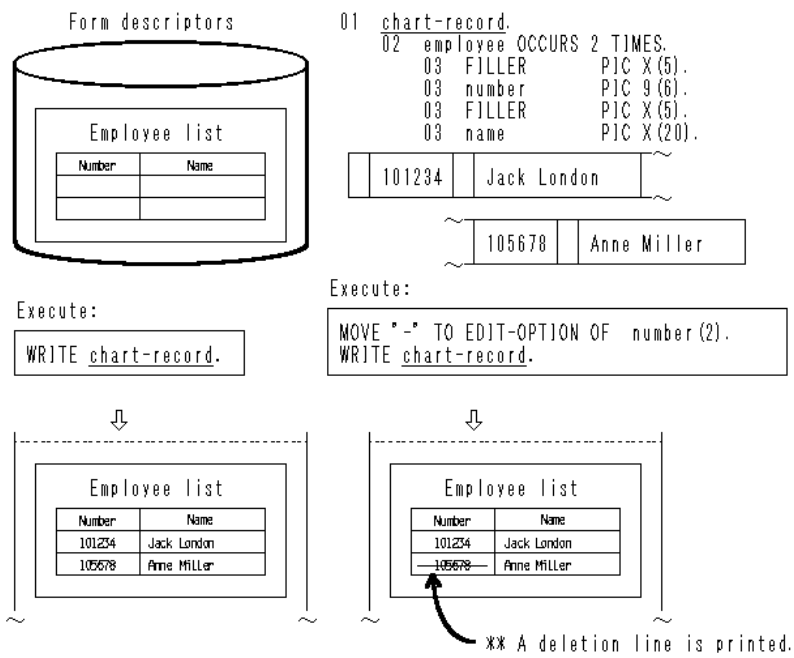 Form descriptors
Employee list
Number Name
01 chart-record.
02 employee OCCURS 2 TIMES.
03 FILLER PIC X(5).
03 number PIC 9(6).
03 FILLER PIC X(5).
03 name PIC X(20).
101234 Jack London
105678 Anne Miller
Execute:
WRITE chart-record.
Execute:
MOVE "-" TO EDIT-OPTION OF number(2).
WRITE chart-record.
Employee list
Number Name
101234 Jack London
105678 Anne Miller
Employee list
Number Name
101234 Jack London
105678 Anne Miller
** A deletion line is printed.